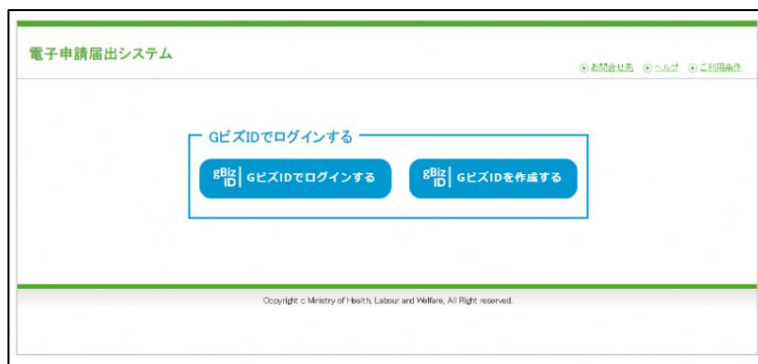 電子申請届出システム
お問合せ先 ヘルプ ご利用条件
GビズIDでログインする
gBiz ID GビズIDでログインする gBiz ID GビズIDを作成する
Copyright c Ministry of Health, Labour and Welfare, All Right reserved.